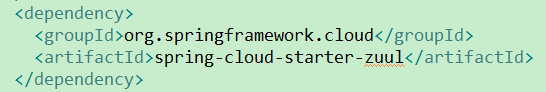 <dependency>
<groupId>org.springframework.cloud</groupId>
<artifactId>spring-cloud-starter-zuul</artifactId>
</dependency>